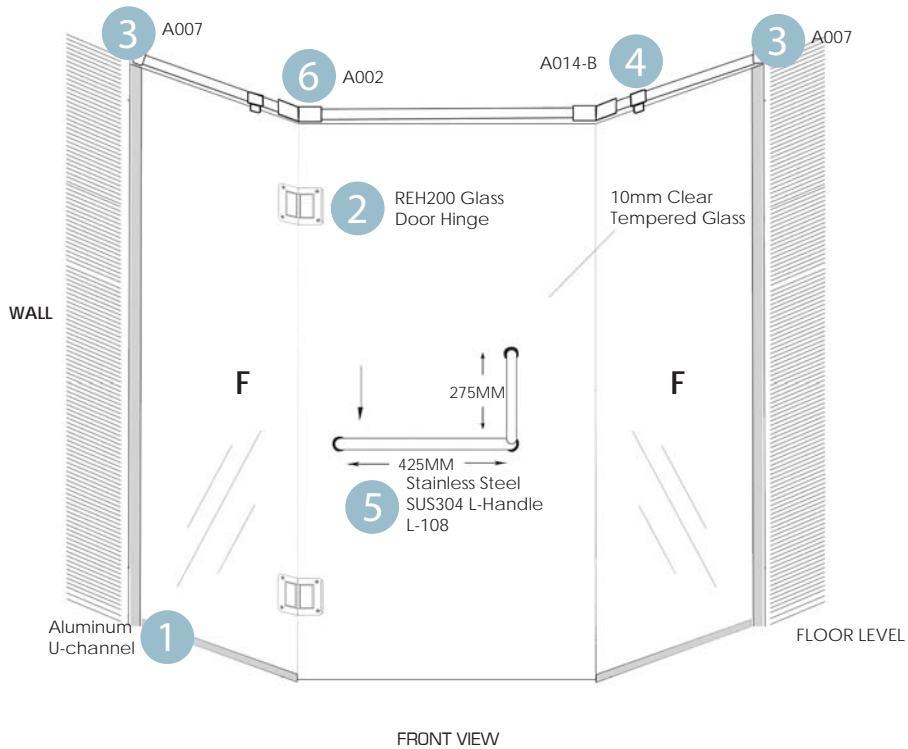 3
A007
3
A007
6
A002
A014-B
4
2
REH200 Glass
Door Hinge
10mm Clear
Tempered Glass
WALL
F
F
275MM
425MM
5
Stainless Steel
SUS304 L-Handle
L-108
Aluminum
U-channel
1
FLOOR LEVEL
FRONT VIEW